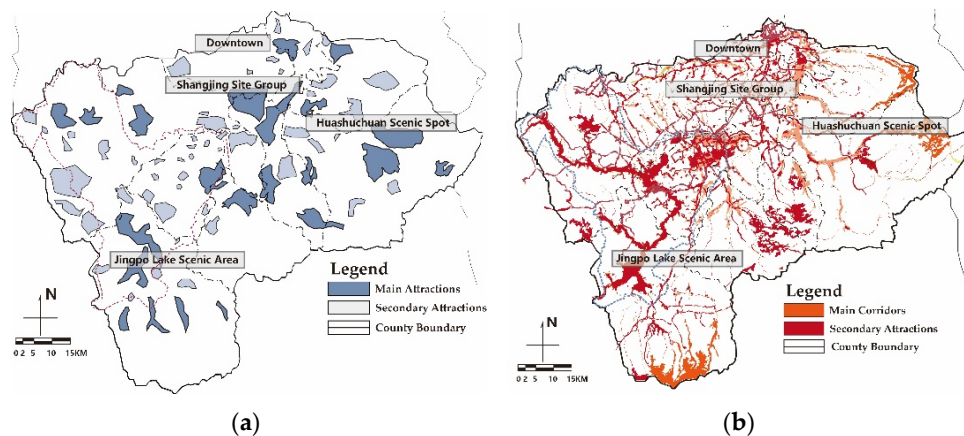 Downtown
Shangjing Site Group
Huashuchuan Scenic Spot
Jingpo Lake Scenic Area
Legend
Main Attractions
Secondary Attractions
County Boundary
N
0 2 5 10 15KM
(a)
Downtown
Shangjing Site Group
Huashuchuan Scenic Spot
Jingpo Lake Scenic Area
Legend
Main Corridors
Secondary Attractions
County Boundary
N
0 2 5 10 15KM
(b)